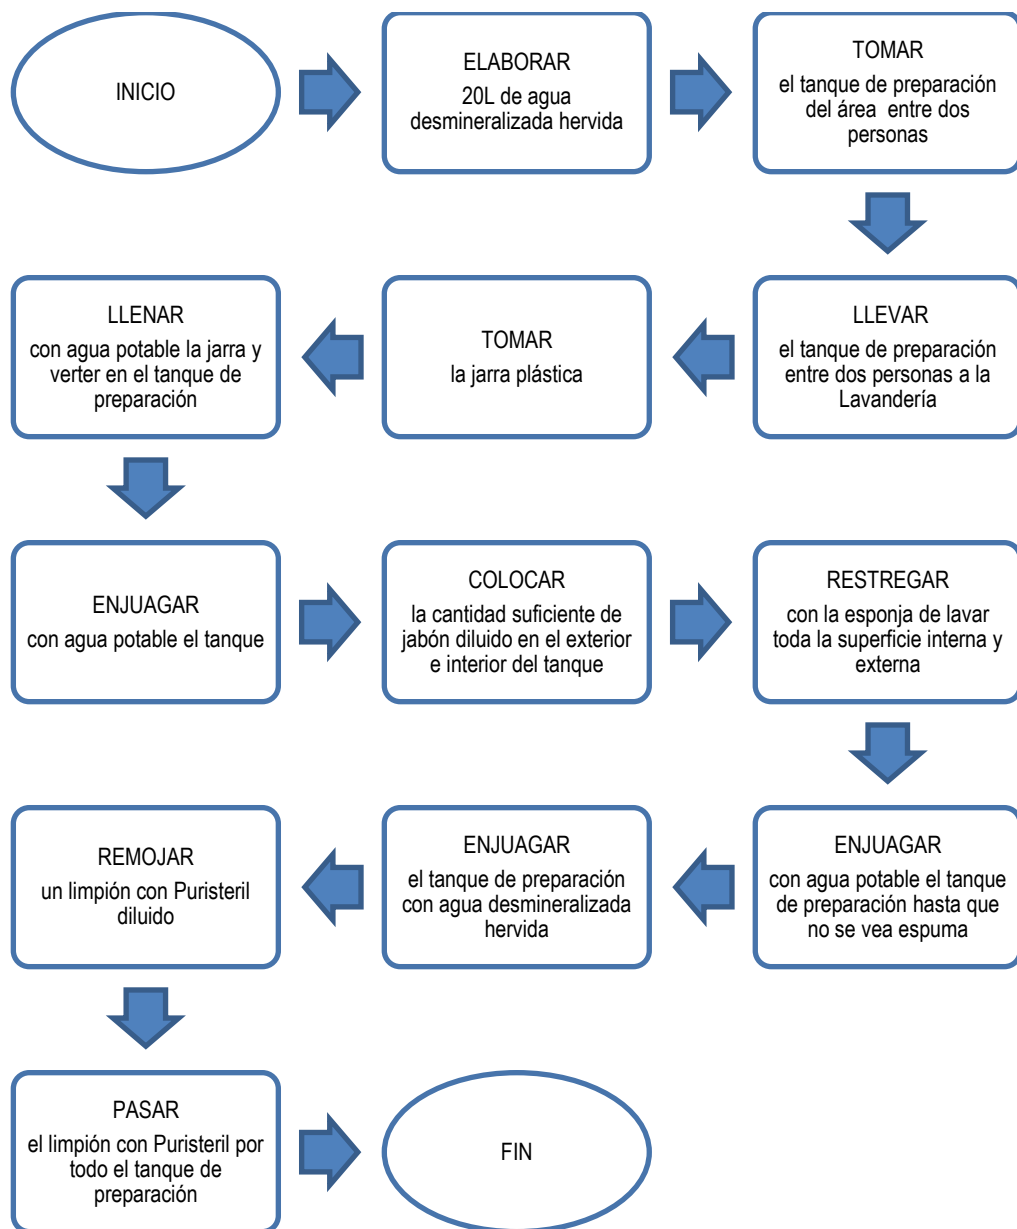 INICIO
ELABORAR
20L de agua
desmineralizada hervida
TOMAR
el tanque de preparación
del área entre dos
personas
LLEVAR
el tanque de preparación
entre dos personas a la
Lavandería
TOMAR
la jarra plástica
LLENAR
con agua potable la jarra y
verter en el tanque de
preparación
ENJUAGAR
con agua potable el tanque
COLOCAR
la cantidad suficiente de
jabón diluido en el exterior
e interior del tanque
RESTREGAR
con la esponja de lavar
toda la superficie interna y
externa
ENJUAGAR
con agua potable el tanque
de preparación hasta que
no se vea espuma
ENJUAGAR
el tanque de preparación
con agua desmineralizada
hervida
REMOJAR
un limpión con Puristeril
diluido
PASAR
el limpión con Puristeril por
todo el tanque de
preparación
FIN